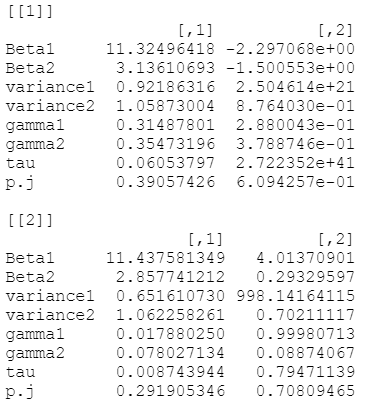 [[1]]
[,1] [,2]
Beta1 11.32496418 -2.297068e+00
Beta2 3.13610693 -1.500553e+00
variance1 0.92186316 2.504614e+21
variance2 1.05873004 8.764030e-01
gamma1 0.31487801 2.880043e-01
gamma2 0.35473196 3.788746e-01
tau 0.06053797 2.722352e+41
p.j 0.39057426 6.094257e-01
[[2]]
[,1] [,2]
Beta1 11.437581349 4.01370901
Beta2 2.857741212 0.29329597
variance1 0.651610730 998.14164115
variance2 1.062258261 0.70211117
gamma1 0.017880250 0.99980713
gamma2 0.078027134 0.08874067
tau 0.008743944 0.79471139
p.j 0.291905346 0.70809465